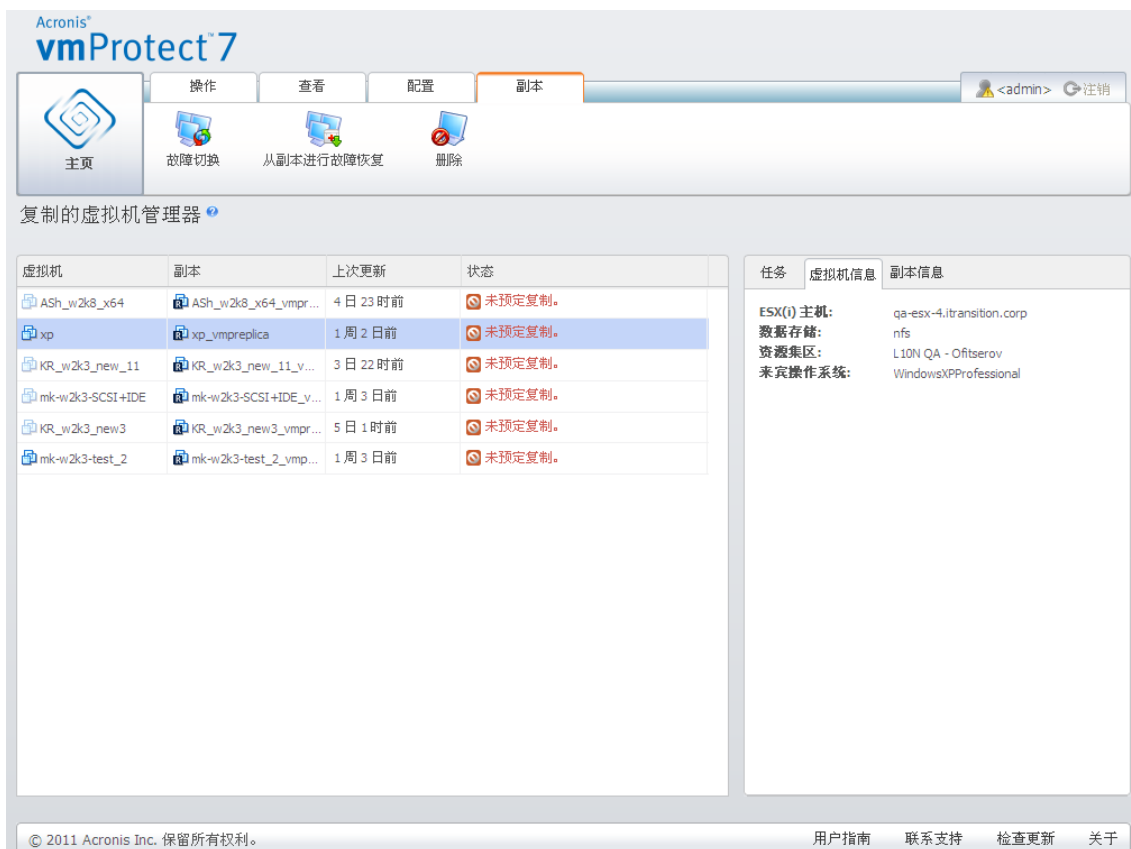 Acronis®
vmProtect™7
操作 查看 配置 副本
<admin> 注销
主页
故障切换 从副本进行故障恢复 删除
复制的虚拟机管理器
虚拟机 副本 上次更新 状态
ASh_w2k8_x64 ASh_w2k8_x64_vmpr... 4 日 23 时前 未预定复制。
xp xp_vmpreplica 1 周 2 日前 未预定复制。
KR_w2k3_new_11 KR_w2k3_new_11_v... 3 日 22 时前 未预定复制。
mk-w2k3-SCSI+IDE mk-w2k3-SCSI+IDE_v... 1 周 3 日前 未预定复制。
KR_w2k3_new3 KR_w2k3_new3_vmpr... 5 日 1 时前 未预定复制。
mk-w2k3-test_2 mk-w2k3-test_2_vmp... 1 周 3 日前 未预定复制。
任务 虚拟机信息 副本信息
ESX(i) 主机: qa-esx-4.itransition.corp
数据存储: nfs
资源集区: L10N QA - Ofitserov
来宾操作系统: WindowsXPProfessional
© 2011 Acronis Inc. 保留所有权利。
用户指南 联系支持 检查更新 关于